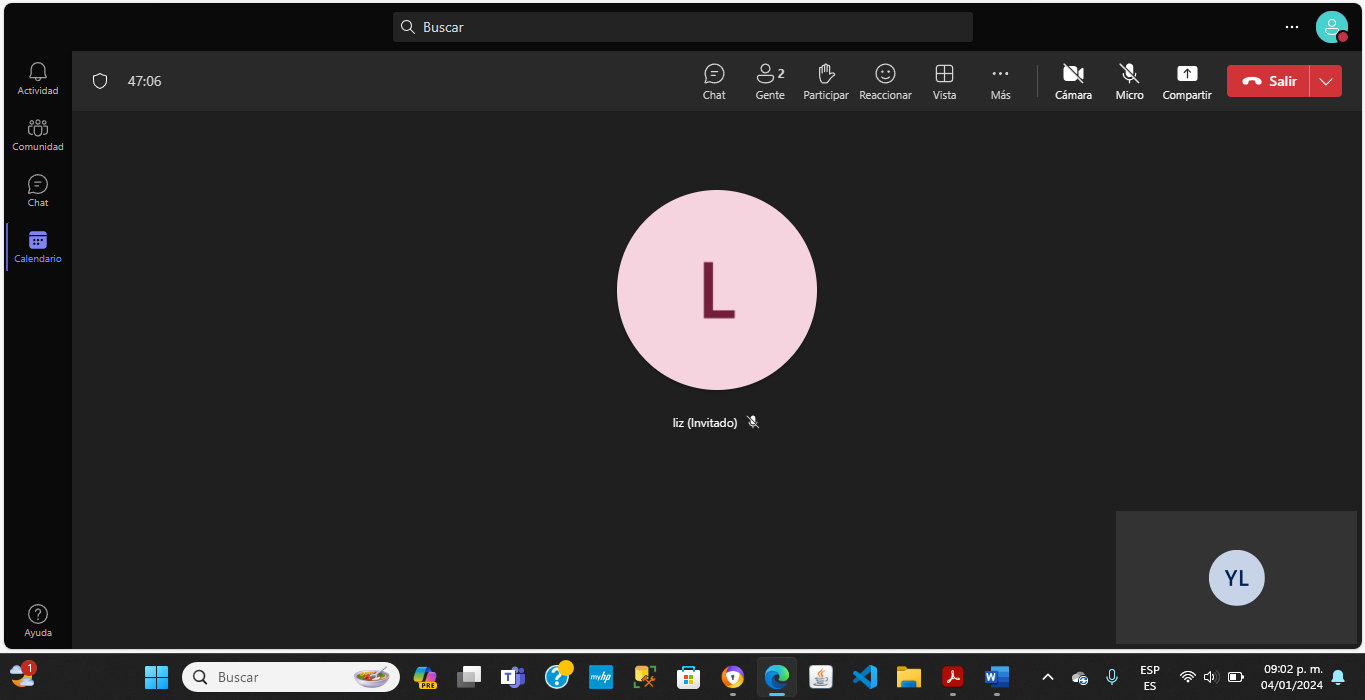 Buscar
Actividad
Comunidad
Chat
Calendario
Ayuda
47:06
Chat
2
Gente
Participar
Reaccionar
Vista
Más
Cámara
Micro
Compartir
Salir
L
liz (Invitado)
YL
1
Buscar
PRE
T
?
myhp
W
ESP
ES
09:02 p. m.
04/01/2024